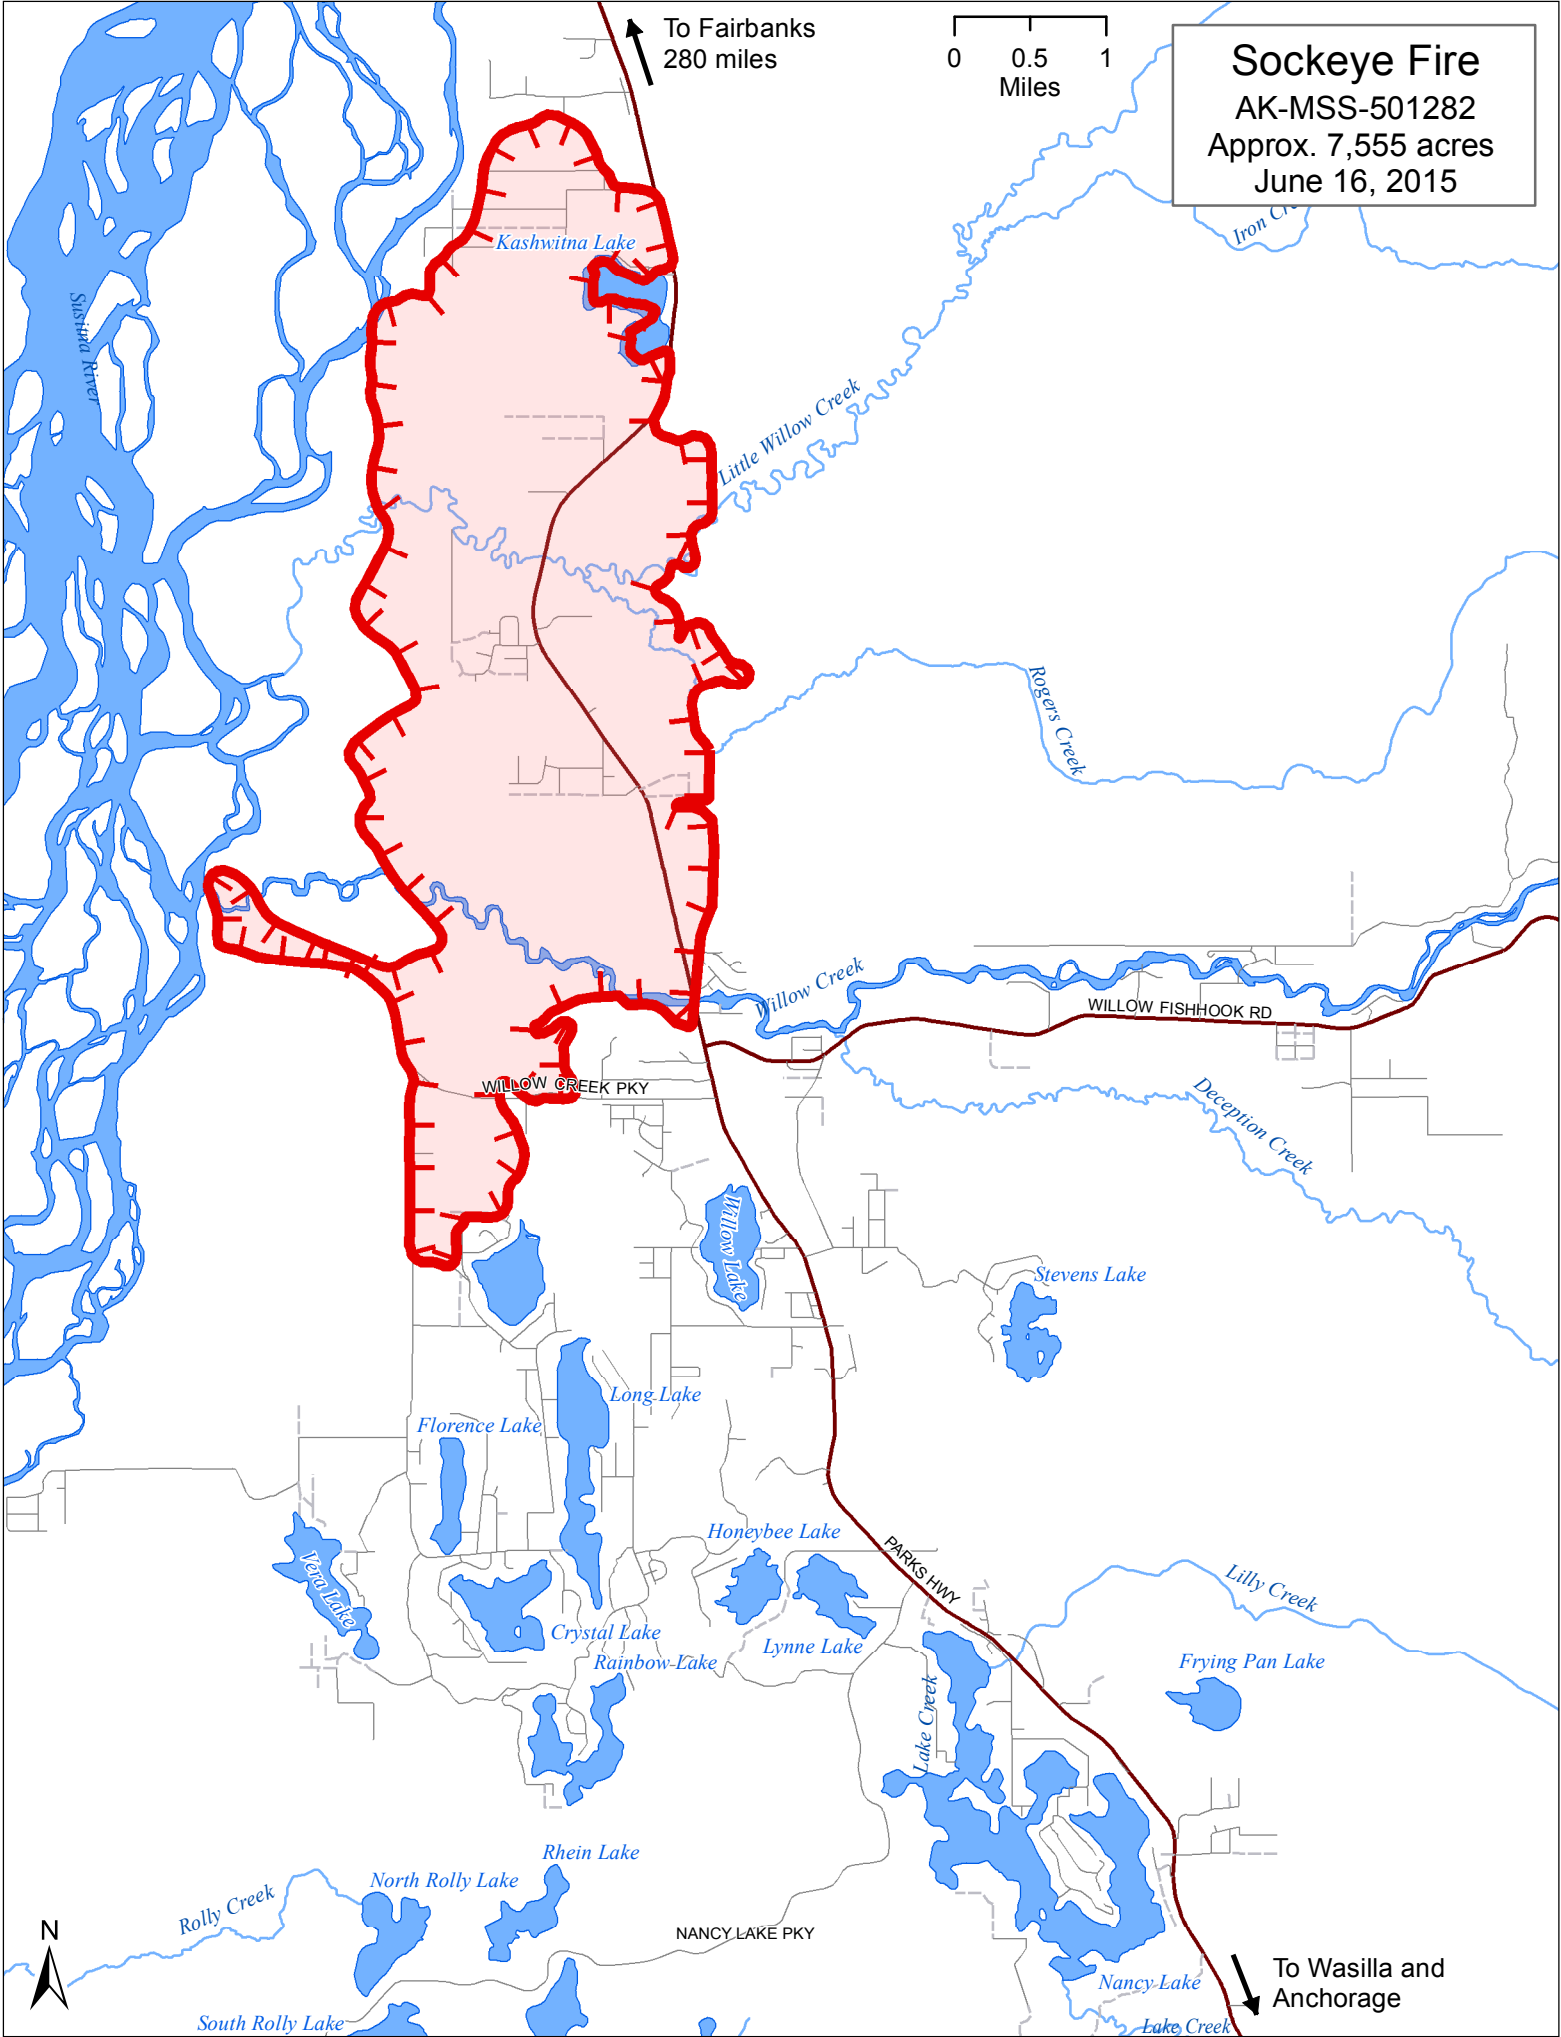 To Fairbanks
280 miles
0 0.5 1
Miles
Sockeye Fire
AK-MSS-501282
Approx. 7,555 acres
June 16, 2015
Iron
Kashwitna Lake
Susitna River
Little Willow Creek
Rogers Creek
Willow Creek
WILLOW FISHHOOK RD
WILLOW CREEK PKY
Deception Creek
Willow Lake
Stevens Lake
Long Lake
Florence Lake
Honeybee Lake
PARKS HWY
Vera Lake
Lilly Creek
Crystal Lake
Lynne Lake
Rainbow Lake
Frying Pan Lake
Lake Creek
Rhein Lake
North Rolly Lake
Rolly Creek
N
NANCY LAKE PKY
To Wasilla and
Anchorage
Nancy Lake
South Rolly Lake
Lake Creek